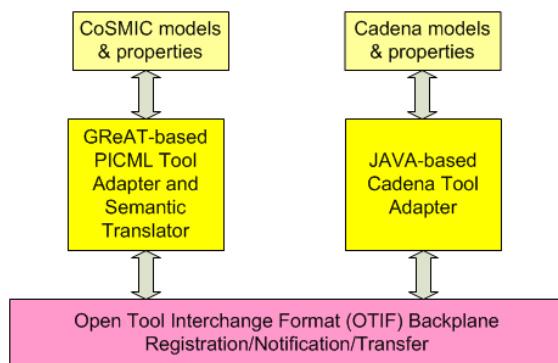 CoSMIC models
& properties
Cadena models
& properties
GReAT-based
PICML Tool
Adapter and
Semantic
Translator
JAVA-based
Cadena Tool
Adapter
Open Tool Interchange Format (OTIF) Backplane
Registration/Notification/Transfer